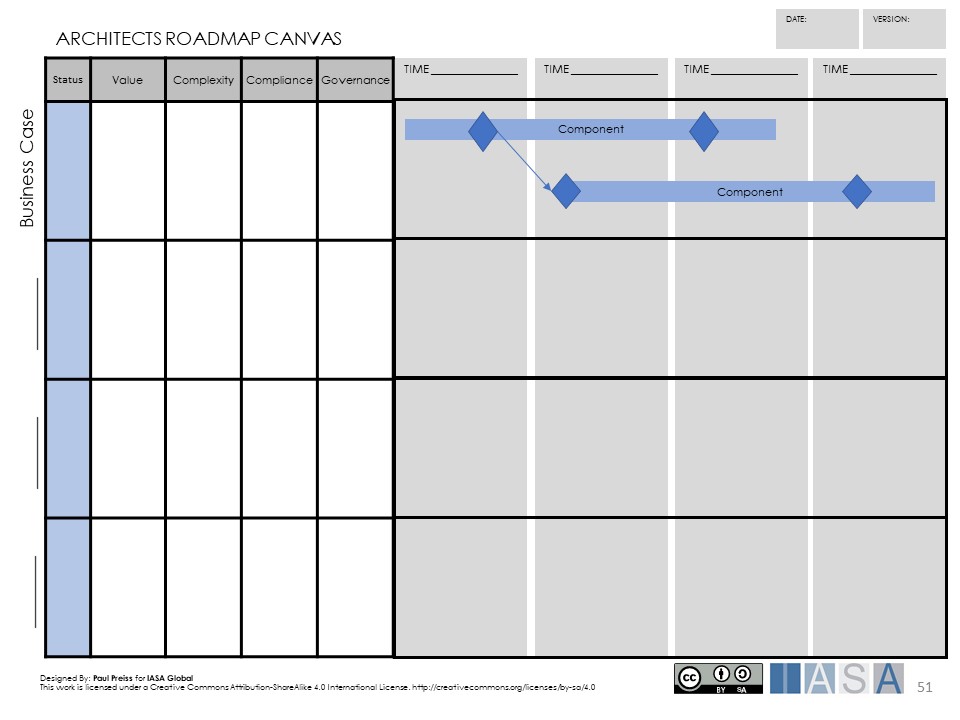 DATE:
VERSION:
ARCHITECTS ROADMAP CANVAS
Status
Value
Complexity
Compliance
Governance
TIME______________
TIME______________
TIME______________
TIME______________
Business Case
Component
Component
Designed By: Paul Preiss for IASA Global
This work is licensed under a Creative Commons Attribution-ShareAlike 4.0 International License. http://creativecommons.org/licenses/by-sa/4.0
cc
BY SA
IASA
51